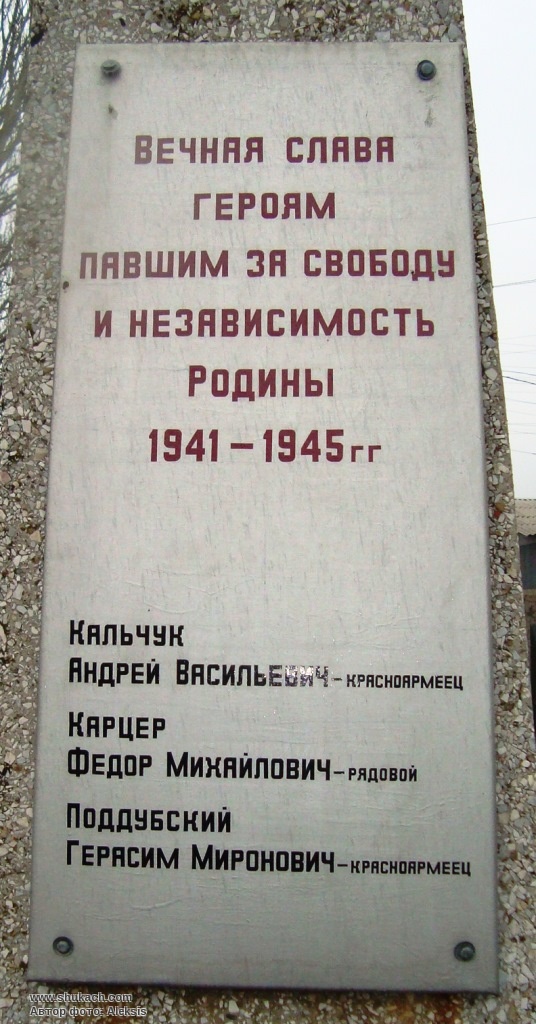 Вечная слава
героям
павшим за свободу
и независимость
Родины
1941 – 1945 гг
Кальчук
Андрей Васильевич – красноармеец
Карцер
Федор Михайлович – рядовой
Поддубский
Герасим Миронович – красноармеец
www.shukach.com
Автор фото: Aleksis